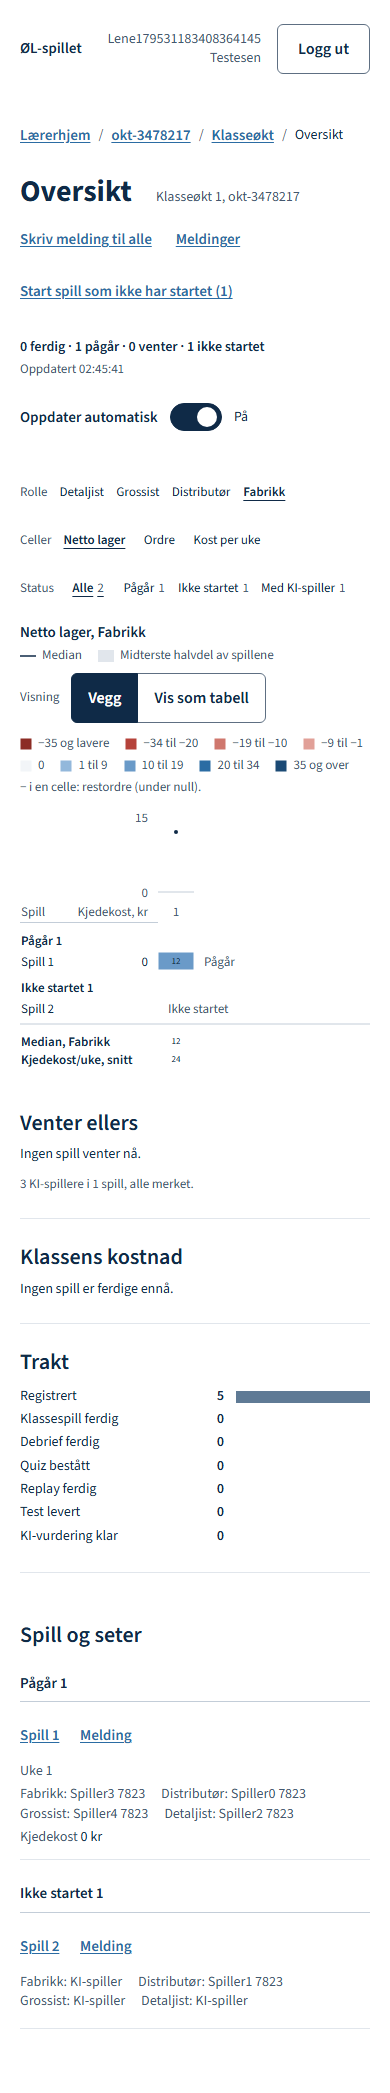 ØL-spillet
Lene179531183408364145
Testesen
Logg ut
Lærerhjem / okt-3478217 / Klasseøkt / Oversikt
Oversikt Klasseøkt 1, okt-3478217
Skriv melding til alle Meldinger
Start spill som ikke har startet (1)
0 ferdig · 1 pågår · 0 venter · 1 ikke startet
Oppdatert 02:45:41
Oppdater automatisk På
Rolle Detaljist Grossist Distributør Fabrikk
Celler Netto lager Ordre Kost per uke
Status Alle 2 Pågår 1 Ikke startet 1 Med KI-spiller 1
Netto lager, Fabrikk
Median Midterste halvdel av spillene
Visning Vegg Vis som tabell
−35 og lavere −34 til −20 −19 til −10 −9 til −1
0 1 til 9 10 til 19 20 til 34 35 og over
− i en celle: restordre (under null).
15
0
Spill Kjedekost, kr 1
Pågår 1
Spill 1 0 12 Pågår
Ikke startet 1
Spill 2 Ikke startet
Median, Fabrikk 12
Kjedekost/uke, snitt 24
Venter ellers
Ingen spill venter nå.
3 KI-spillere i 1 spill, alle merket.
Klassens kostnad
Ingen spill er ferdige ennå.
Trakt
Registrert 5
Klassespill ferdig 0
Debrief ferdig 0
Quiz bestått 0
Replay ferdig 0
Test levert 0
KI-vurdering klar 0
Spill og seter
Pågår 1
Spill 1 Melding
Uke 1
Fabrikk: Spiller3 7823 Distributør: Spiller0 7823
Grossist: Spiller4 7823 Detaljist: Spiller2 7823
Kjedekost 0 kr
Ikke startet 1
Spill 2 Melding
Fabrikk: KI-spiller Distributør: Spiller1 7823
Grossist: KI-spiller Detaljist: KI-spiller